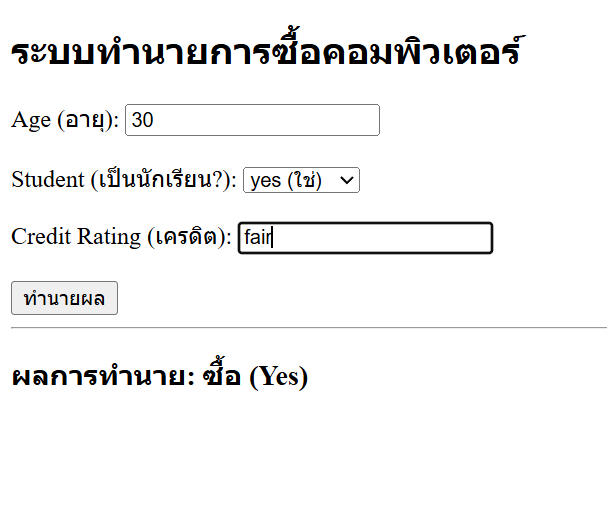 ระบบทำนายการซื้อคอมพิวเตอร์
Age (อายุ): 30
Student (เป็นนักเรียน?): yes (ใช่)
Credit Rating (เครดิต): fair
ทำนายผล
ผลการทำนาย: ซื้อ (Yes)